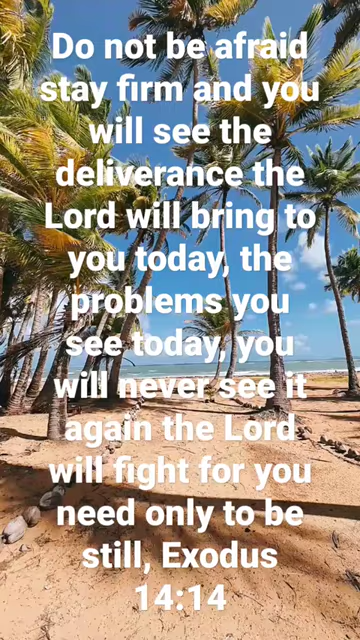 Do not be afraid
stay firm and you
will see the
deliverance the
Lord will bring to
you today, the
problems you
see today, you
will never see it
again the Lord
will fight for you
need only to be
still, Exodus
14:14